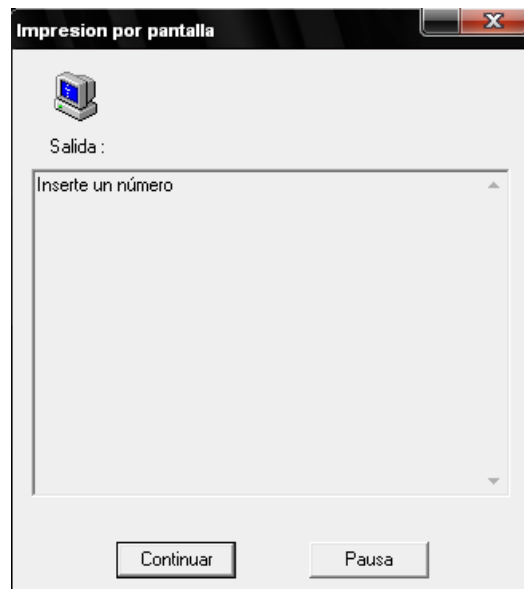 Impresion por pantalla
Salida :
Inserte un número
Continuar
Pausa